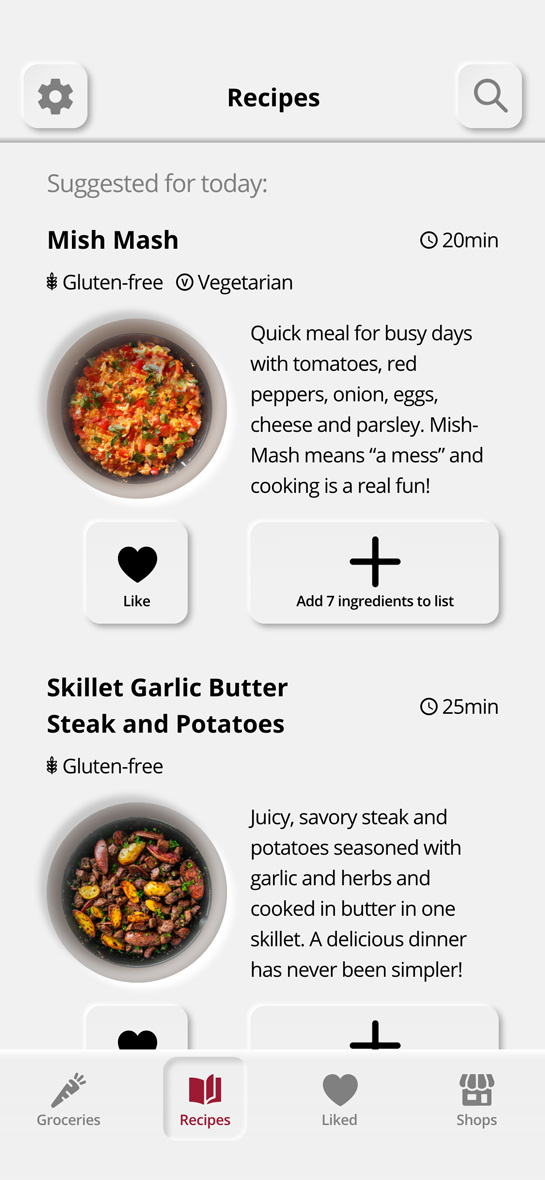 Recipes
Suggested for today:
Mish Mash
20min
Gluten-free
V Vegetarian
Quick meal for busy days
with tomatoes, red
peppers, onion, eggs,
cheese and parsley. Mish-
Mash means “a mess” and
cooking is a real fun!
Like
Add 7 ingredients to list
Skillet Garlic Butter
Steak and Potatoes
25min
Gluten-free
Juicy, savory steak and
potatoes seasoned with
garlic and herbs and
cooked in butter in one
skillet. A delicious dinner
has never been simpler!
Groceries
Recipes
Liked
Shops